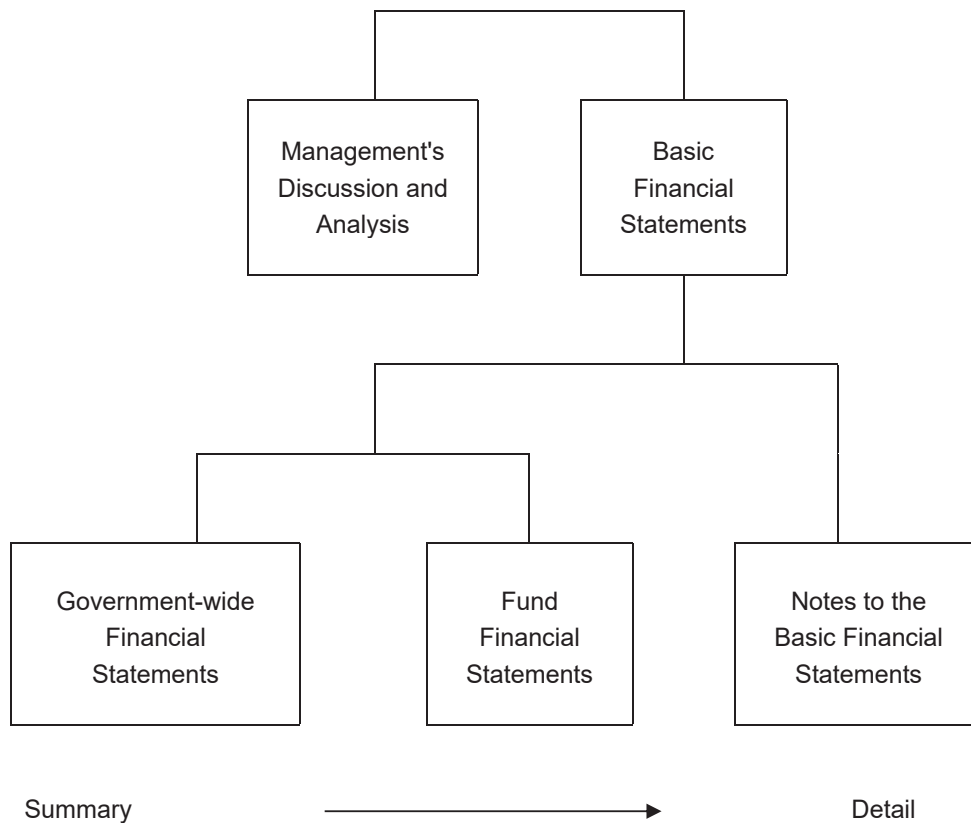 Management's
Discussion and
Analysis
Basic
Financial
Statements
Government-wide
Financial
Statements
Fund
Financial
Statements
Notes to the
Basic Financial
Statements
Summary
Detail